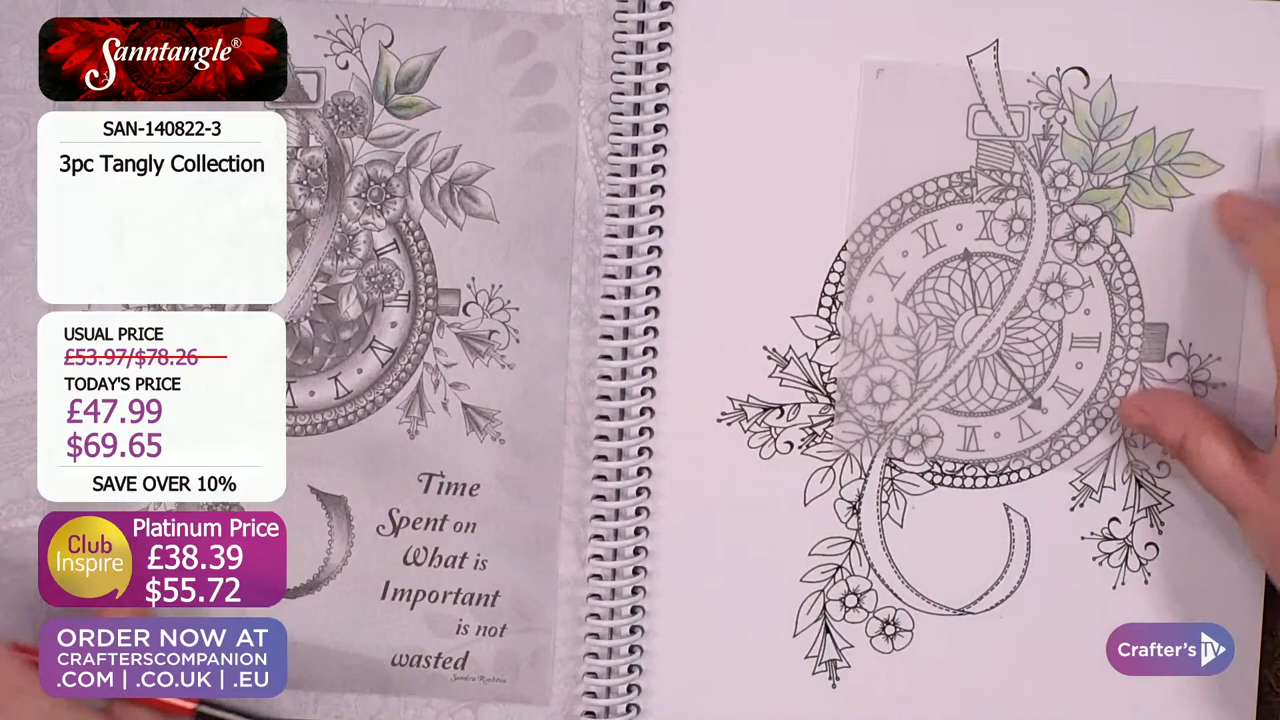 Sanntangle®
SAN-140822-3
3pc Tangly Collection
USUAL PRICE
£53.97/$78.26
TODAY'S PRICE
£47.99
$69.65
SAVE OVER 10%
Club
Inspire
Platinum Price
£38.39
$55.72
ORDER NOW AT
CRAFTERSCOMPANION
.COM | .CO.UK | .EU
Time
Spent on
What is
Important
is not
wasted
Crafter's TV